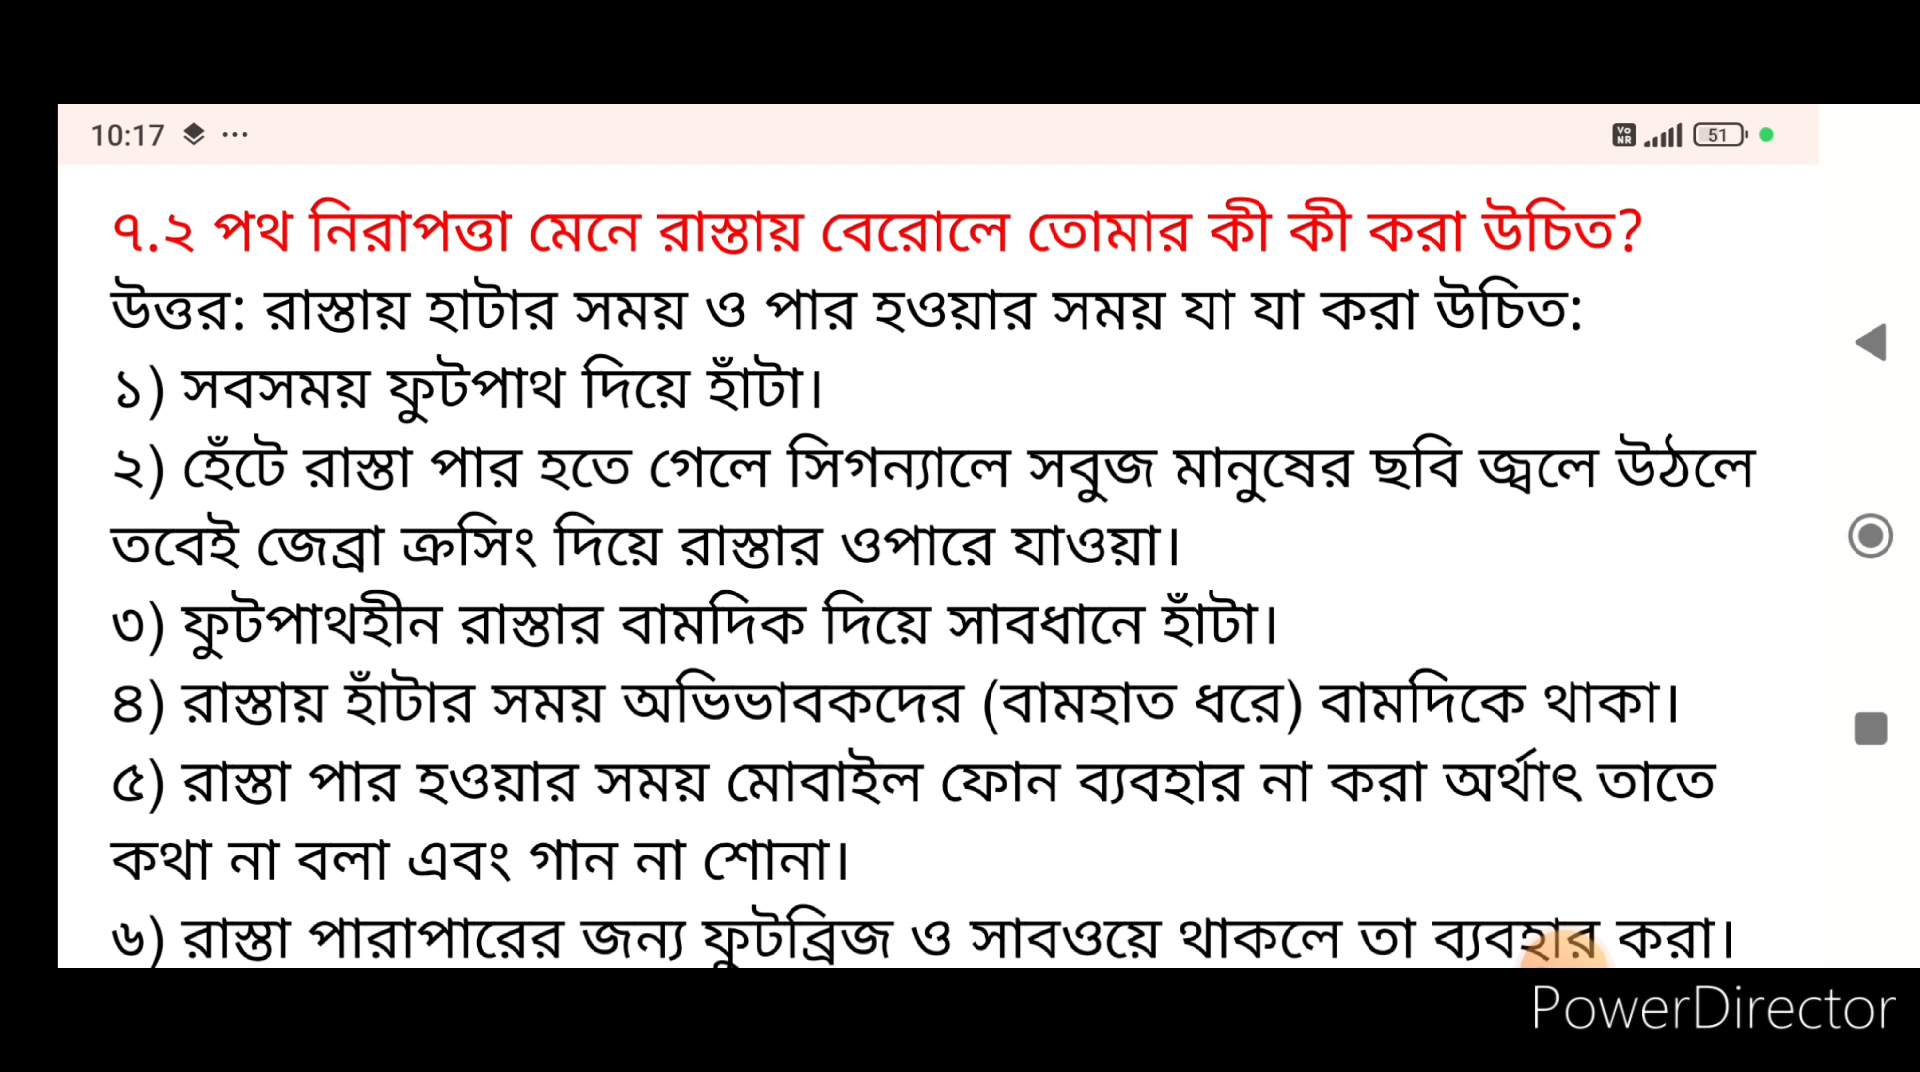 10:17 ...
Vo NR 51
৭.২ পথ নিরাপত্তা মেনে রাস্তায় বেরোলে তোমার কী কী করা উচিত?
উত্তর: রাস্তায় হাটার সময় ও পার হওয়ার সময় যা যা করা উচিত:
১) সবসময় ফুটপাথ দিয়ে হাঁটা।
২) হেঁটে রাস্তা পার হতে গেলে সিগন্যালে সবুজ মানুষের ছবি জ্বলে উঠলে
তবেই জেব্রা ক্রসিং দিয়ে রাস্তার ওপারে যাওয়া।
৩) ফুটপাথহীন রাস্তার বামদিক দিয়ে সাবধানে হাঁটা।
৪) রাস্তায় হাঁটার সময় অভিভাবকদের (বামহাত ধরে) বামদিকে থাকা।
৫) রাস্তা পার হওয়ার সময় মোবাইল ফোন ব্যবহার না করা অর্থাৎ তাতে
কথা না বলা এবং গান না শোনা।
৬) রাস্তা পারাপারের জন্য ফুটব্রিজ ও সাবওয়ে থাকলে তা ব্যবহার করা।
PowerDirector